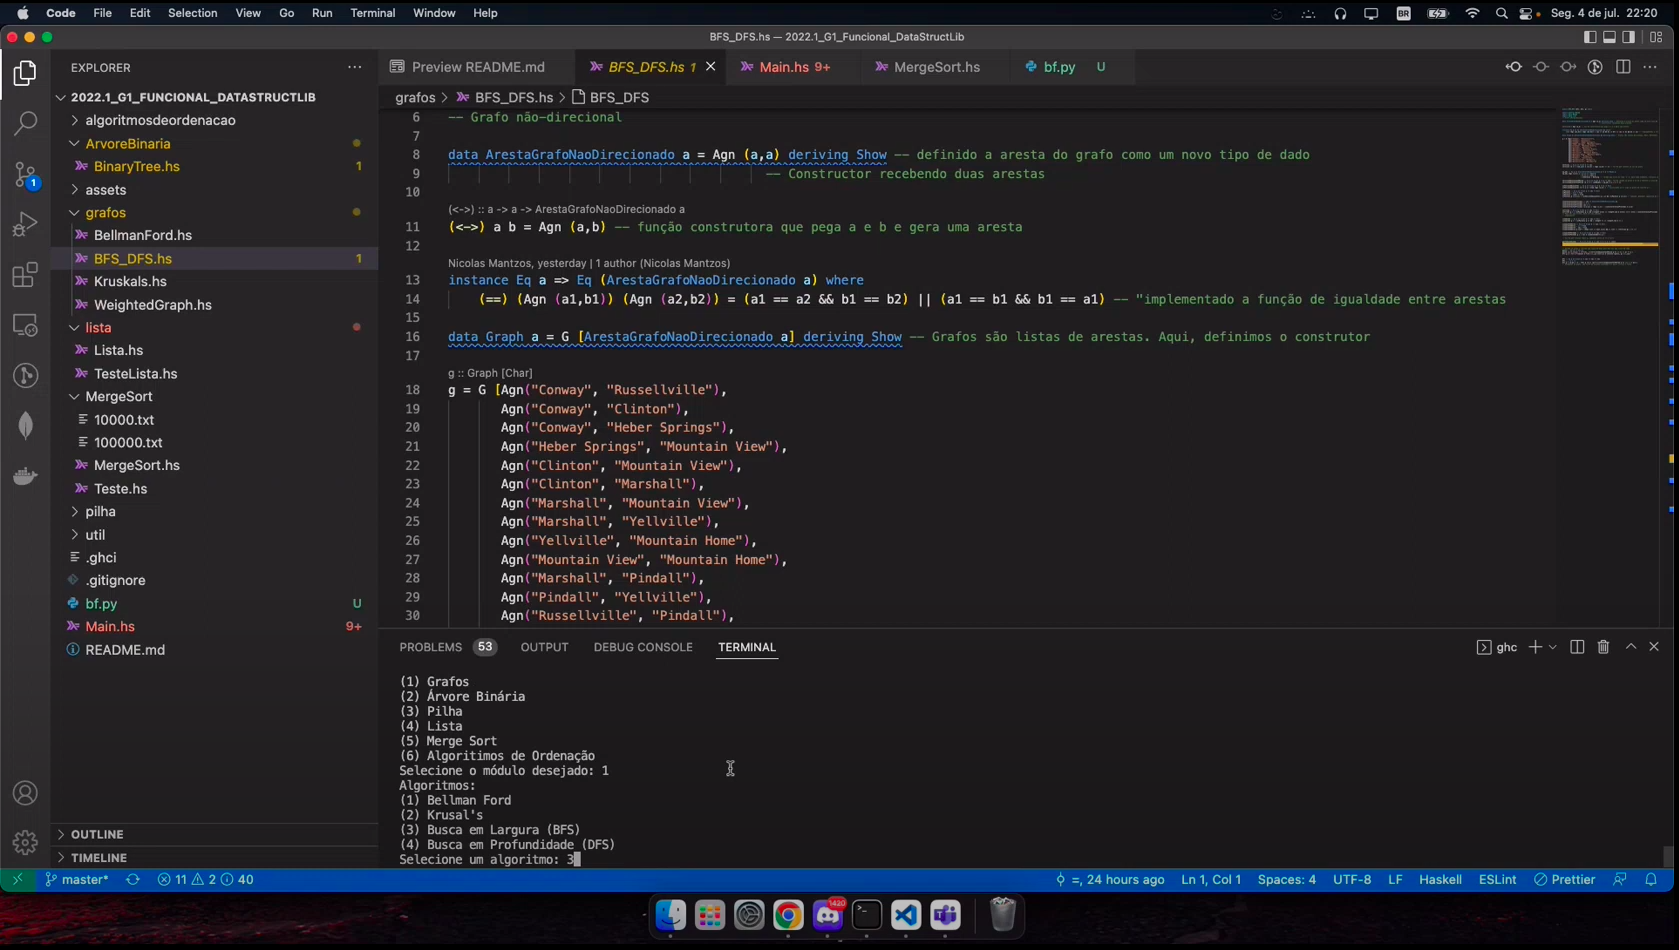 Code File Edit Selection View Go Run Terminal Window Help BR Seg. 4 de jul. 22:20
BFS_DFS.hs — 2022.1_G1_Funcional_DataStructLib
EXPLORER
2022.1_G1_FUNCIONAL_DATASTRUCTLIB
algoritmosdeordenacao
ArvoreBinaria
BinaryTree.hs 1
assets
grafos
BellmanFord.hs
BFS_DFS.hs 1
Kruskals.hs
WeightedGraph.hs
lista
Lista.hs
TesteLista.hs
MergeSort
10000.txt
100000.txt
MergeSort.hs
Teste.hs
pilha
util
.ghci
.gitignore
bf.py U
Main.hs 9+
README.md
OUTLINE
TIMELINE
1
Preview README.md BFS_DFS.hs 1 Main.hs 9+ MergeSort.hs bf.py U
grafos > BFS_DFS.hs > BFS_DFS
6 -- Grafo não-direcional
7
8 data ArestaGrafoNaoDirecionado a = Agn (a,a) deriving Show -- definido a aresta do grafo como um novo tipo de dado
9 -- Constructor recebendo duas arestas
10
(<->) :: a -> a -> ArestaGrafoNaoDirecionado a
11 (<->) a b = Agn (a,b) -- função construtora que pega a e b e gera uma aresta
12
Nicolas Mantzos, yesterday | 1 author (Nicolas Mantzos)
13 instance Eq a => Eq (ArestaGrafoNaoDirecionado a) where
14 (==) (Agn (a1,b1)) (Agn (a2,b2)) = (a1 == a2 && b1 == b2) || (a1 == b1 && b1 == a1) -- "implementado a função de igualdade entre arestas
15
16 data Graph a = G [ArestaGrafoNaoDirecionado a] deriving Show -- Grafos são listas de arestas. Aqui, definimos o construtor
17
g :: Graph [Char]
18 g = G [Agn("Conway", "Russellville"),
19 Agn("Conway", "Clinton"),
20 Agn("Conway", "Heber Springs"),
21 Agn("Heber Springs", "Mountain View"),
22 Agn("Clinton", "Mountain View"),
23 Agn("Clinton", "Marshall"),
24 Agn("Marshall", "Mountain View"),
25 Agn("Marshall", "Yellville"),
26 Agn("Yellville", "Mountain Home"),
27 Agn("Mountain View", "Mountain Home"),
28 Agn("Marshall", "Pindall"),
29 Agn("Pindall", "Yellville"),
30 Agn("Russellville", "Pindall"),
PROBLEMS 53 OUTPUT DEBUG CONSOLE TERMINAL ghc
(1) Grafos
(2) Árvore Binária
(3) Pilha
(4) Lista
(5) Merge Sort
(6) Algoritimos de Ordenação
Selecione o módulo desejado: 1
Algoritmos:
(1) Bellman Ford
(2) Krusal's
(3) Busca em Largura (BFS)
(4) Busca em Profundidade (DFS)
Selecione um algoritmo: 3
master* 11 2 40 =, 24 hours ago Ln 1, Col 1 Spaces: 4 UTF-8 LF Haskell ESLint Prettier
1420